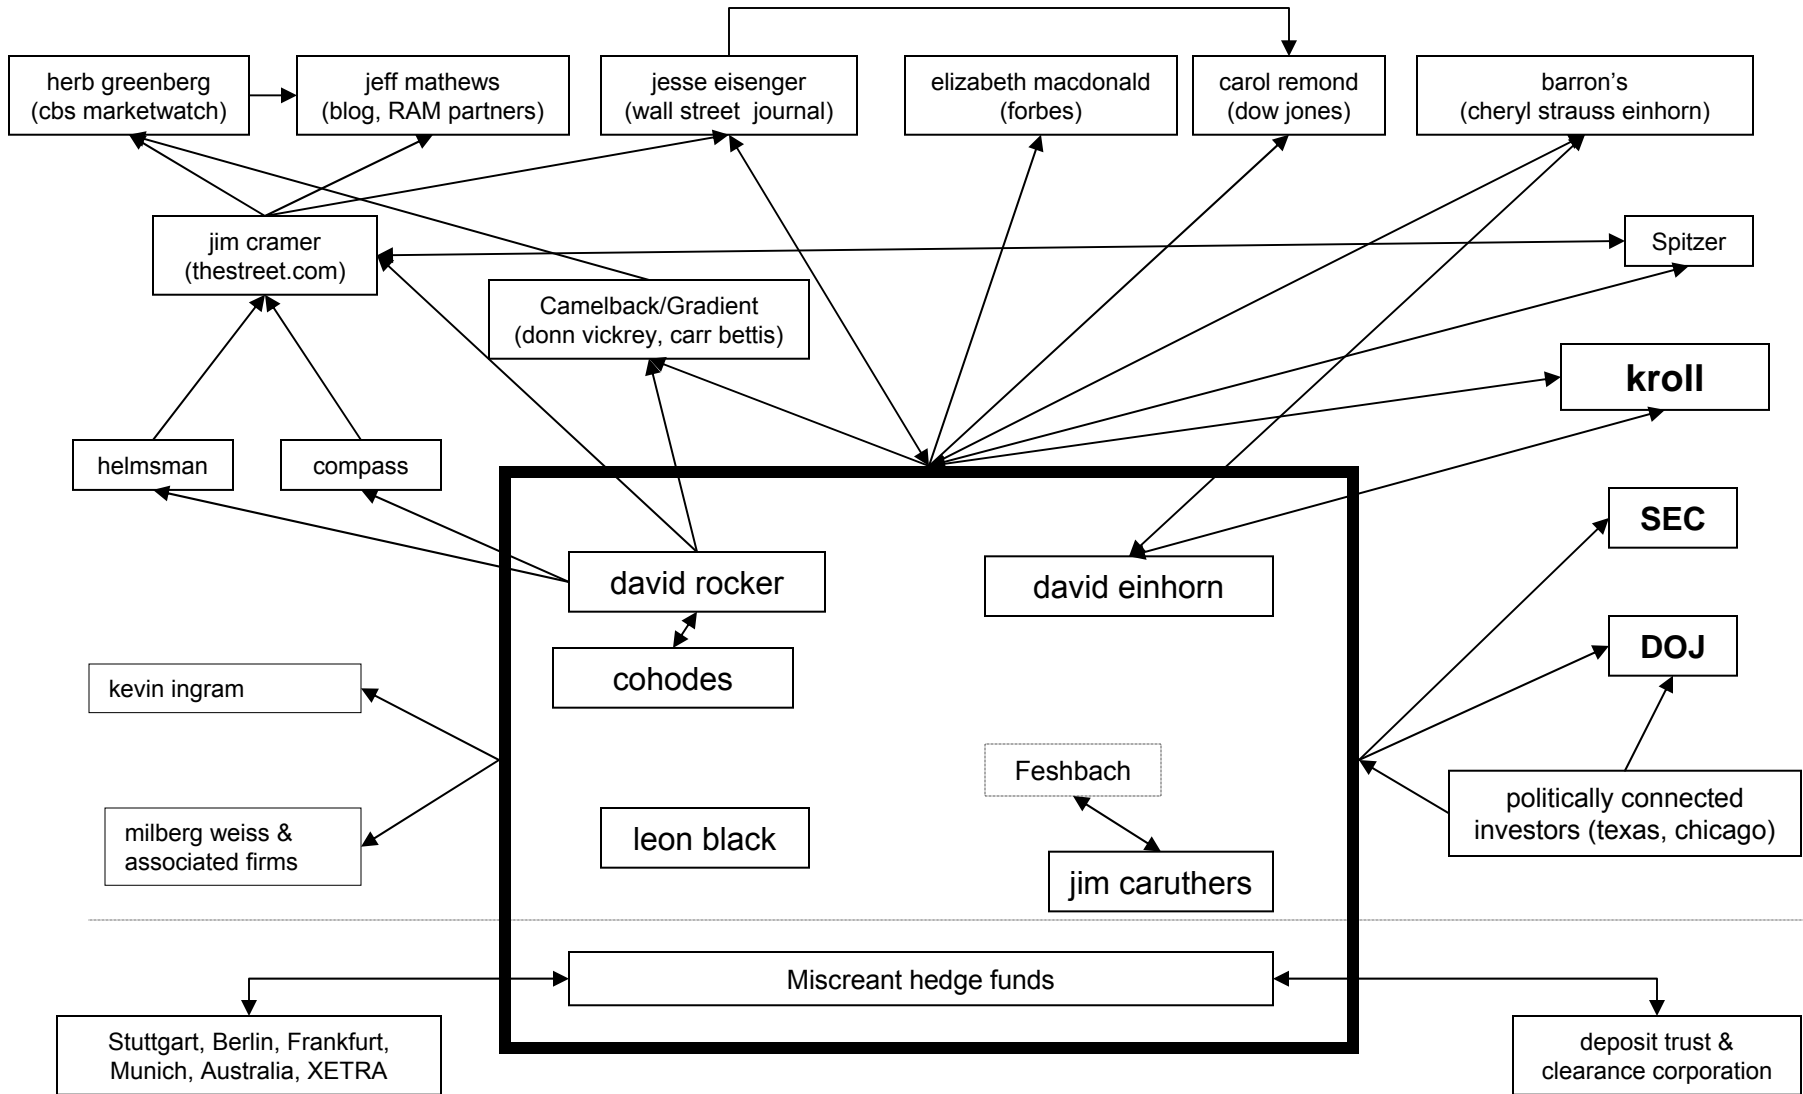 herb greenberg
(cbs marketwatch)
jeff mathews
(blog, RAM partners)
jesse eisenger
(wall street journal)
elizabeth macdonald
(forbes)
carol remond
(dow jones)
barron’s
(cheryl strauss einhorn)
jim cramer
(thestreet.com)
Spitzer
Camelback/Gradient
(donn vickrey, carr bettis)
kroll
helmsman
compass
SEC
david rocker
david einhorn
DOJ
cohodes
kevin ingram
Feshbach
politically connected
investors (texas, chicago)
milberg weiss &
associated firms
leon black
jim caruthers
Miscreant hedge funds
Stuttgart, Berlin, Frankfurt,
Munich, Australia, XETRA
deposit trust &
clearance corporation